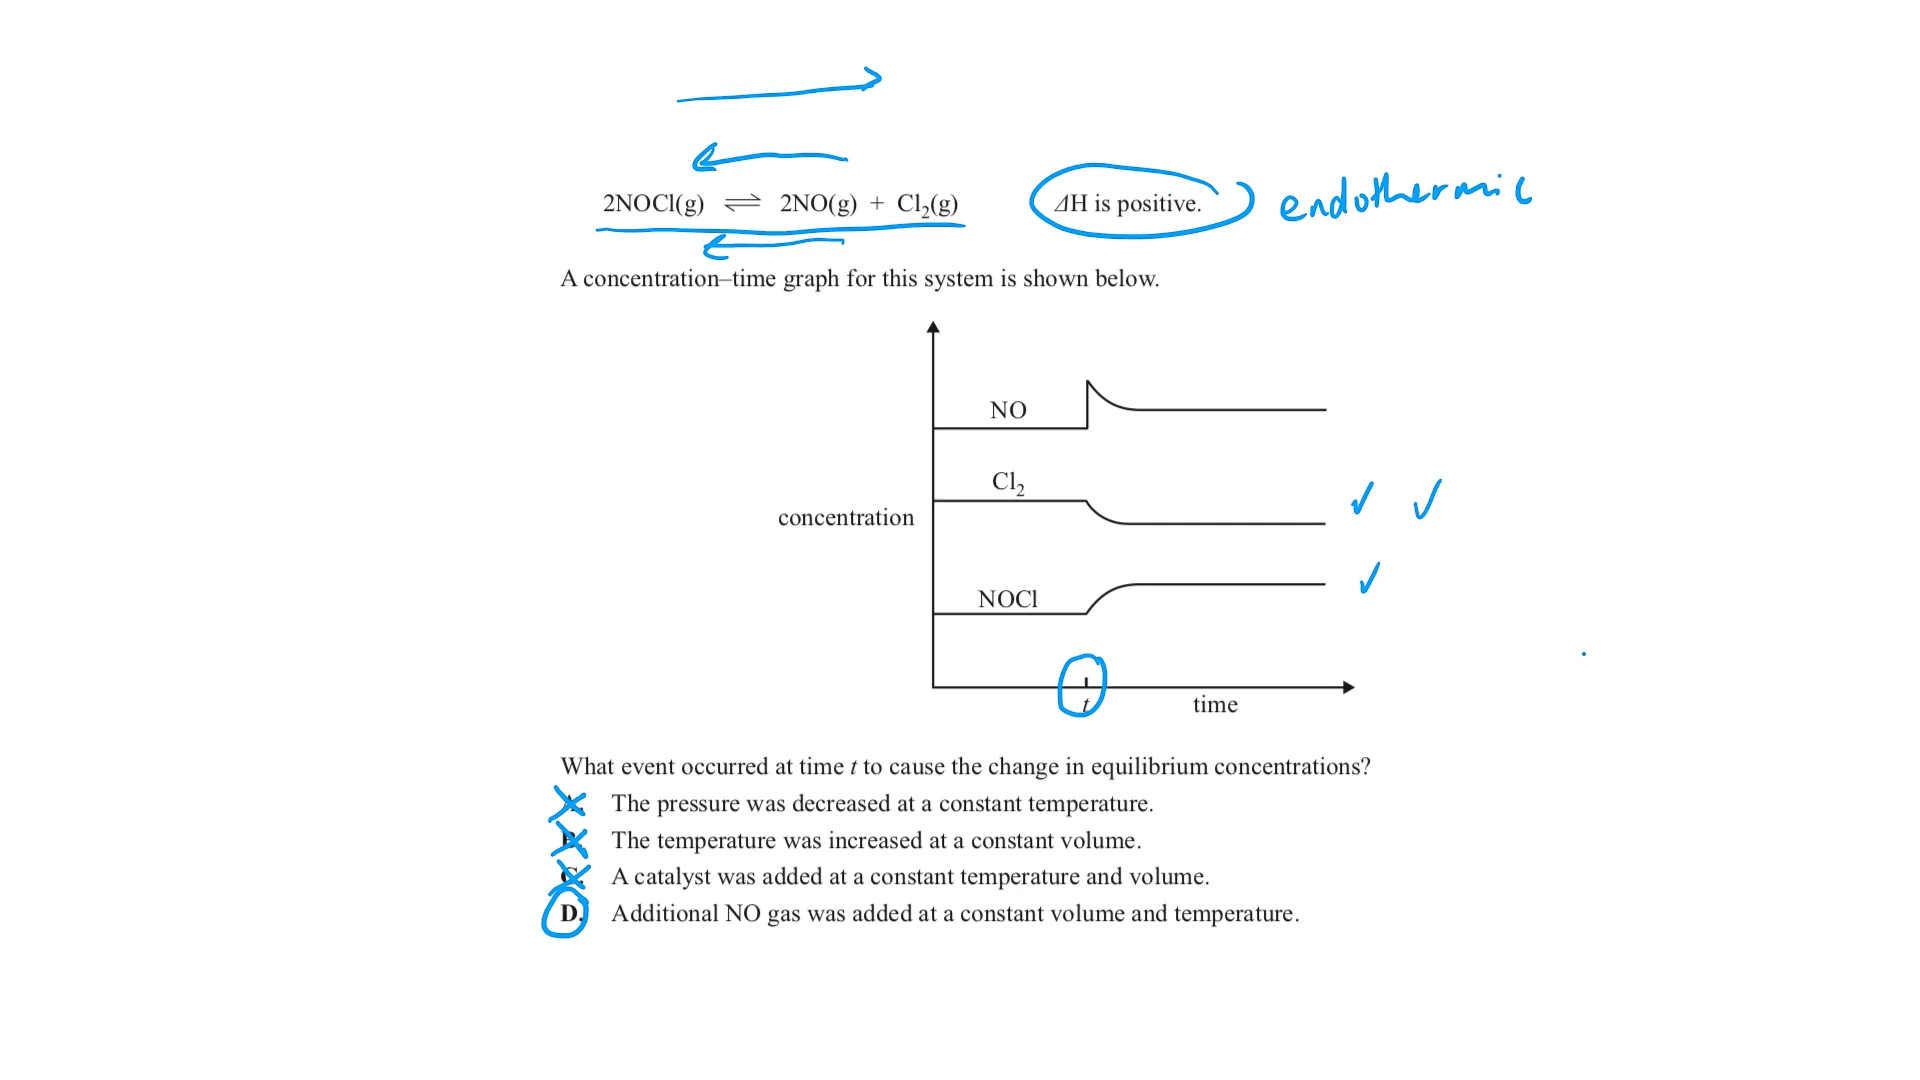 2NOCl(g) ⇌ 2NO(g) + Cl₂(g) ΔH is positive. endothermic
A concentration–time graph for this system is shown below.
NO
Cl₂
concentration
NOCl
t
time
What event occurred at time t to cause the change in equilibrium concentrations?
A. The pressure was decreased at a constant temperature.
B. The temperature was increased at a constant volume.
C. A catalyst was added at a constant temperature and volume.
D. Additional NO gas was added at a constant volume and temperature.